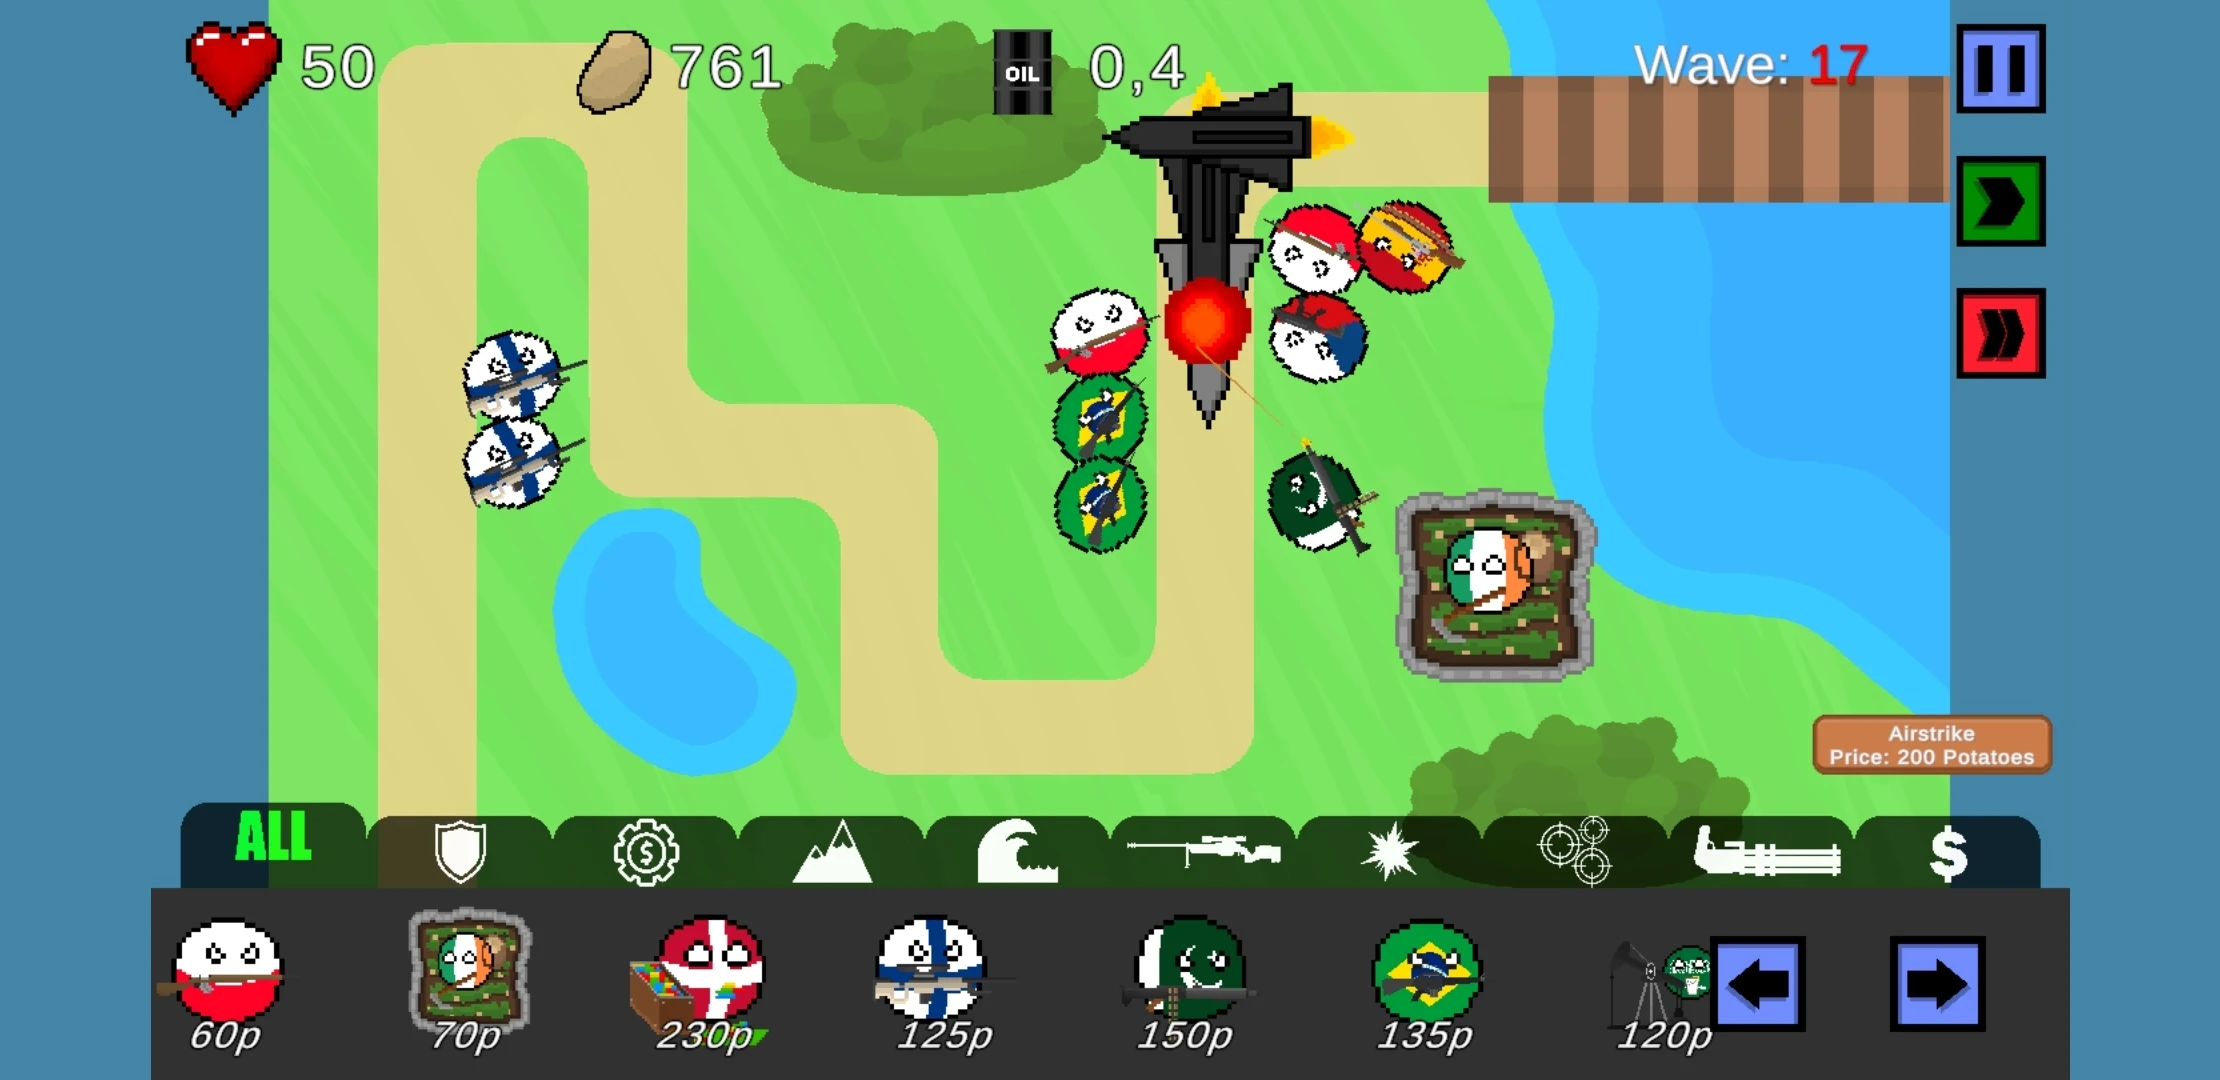 50
761
OIL
0,4
Wave: 17
Airstrike
Price: 200 Potatoes
ALL
60p
70p
230p
125p
150p
135p
120p